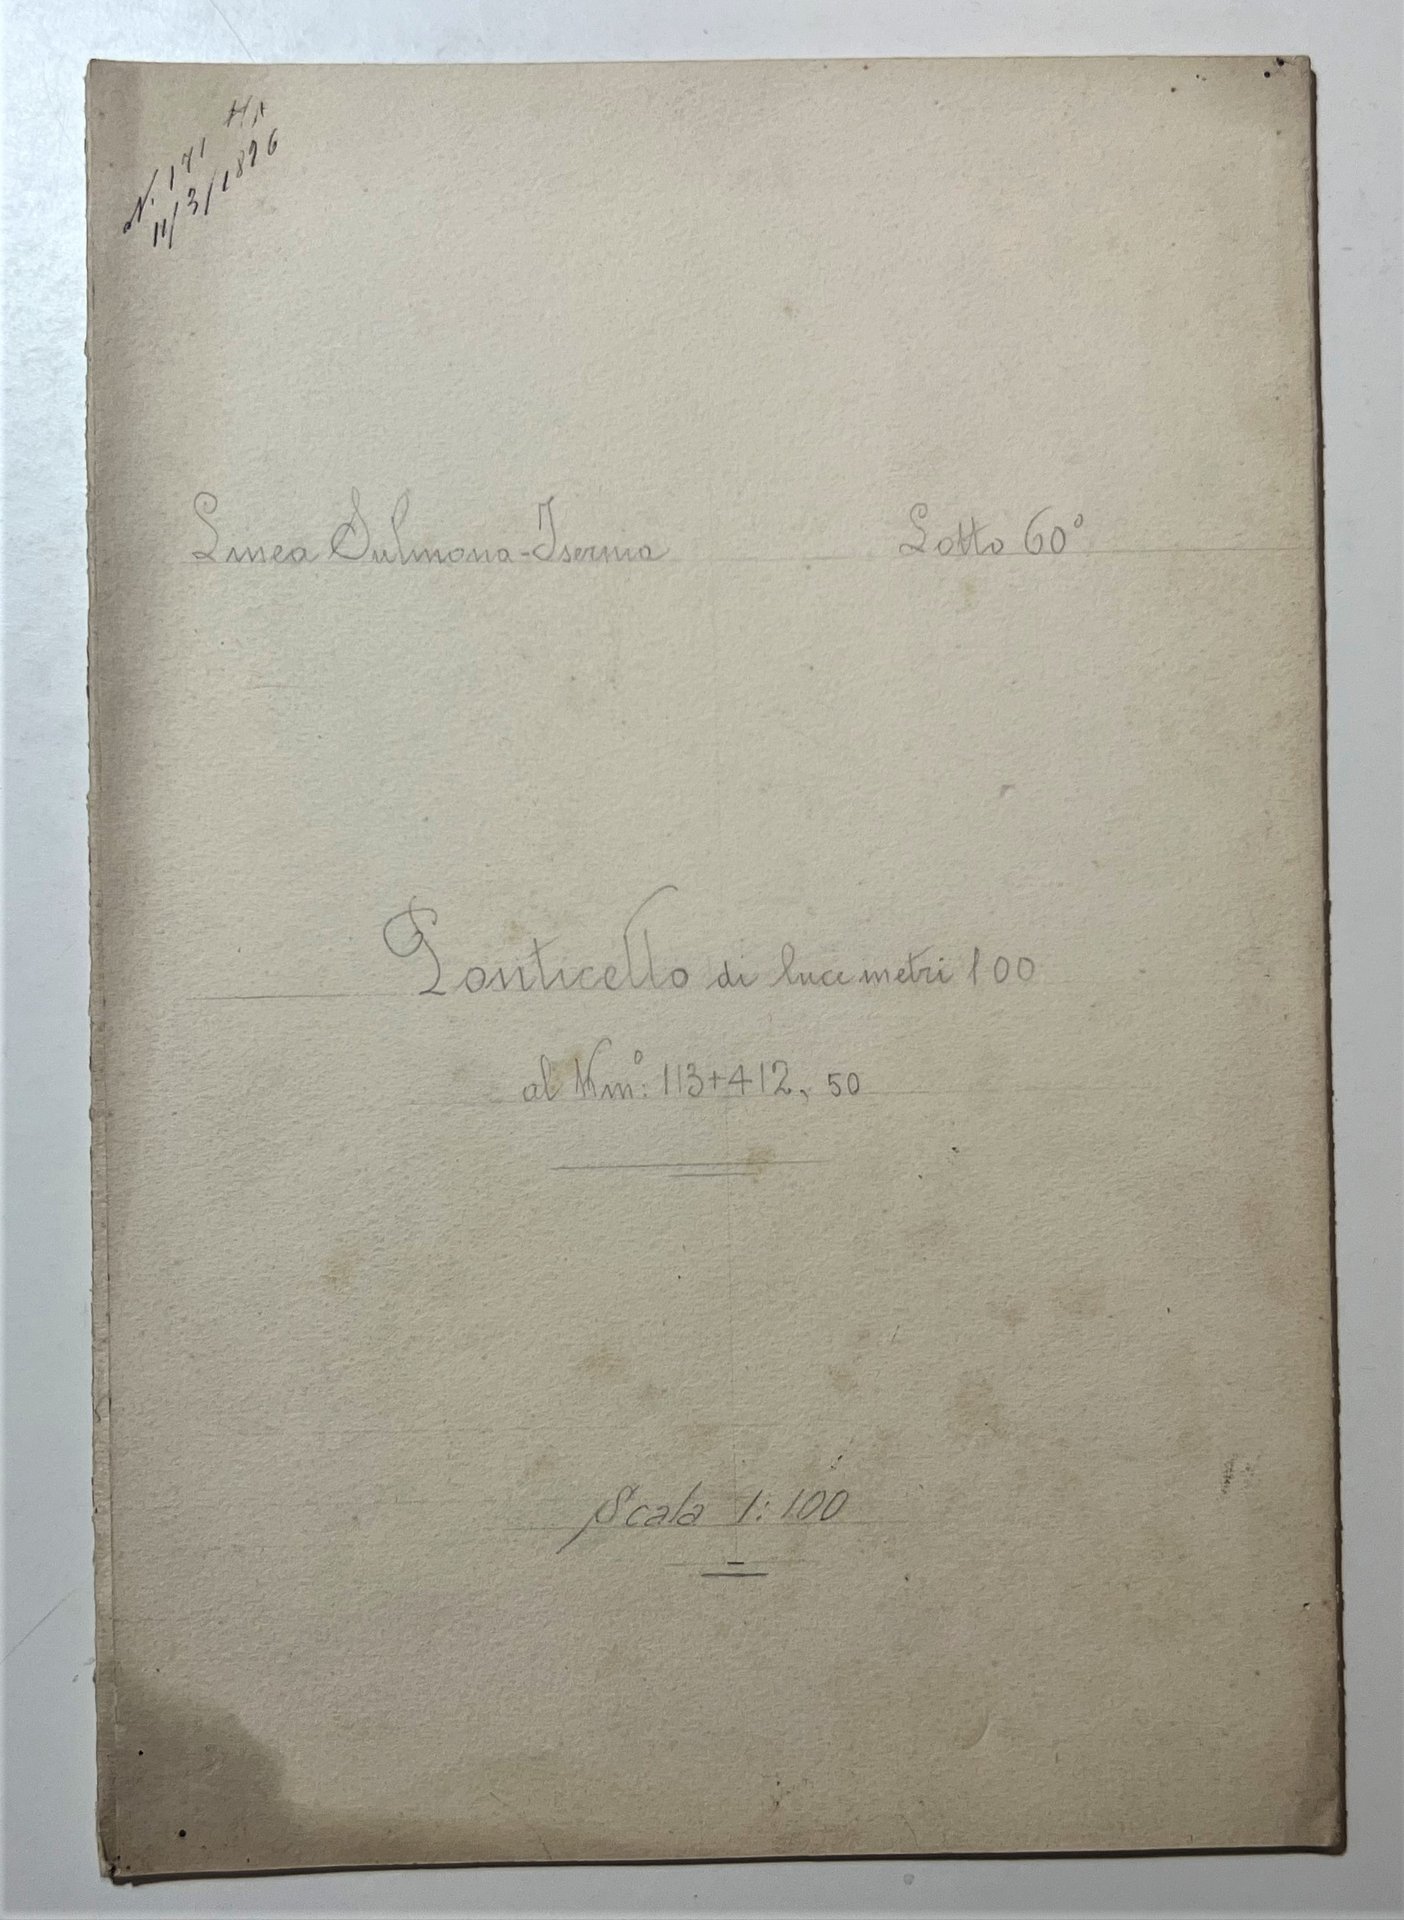 N. 171
11/3/1896
Linea Sulmona-Isernia Lotto 60°
Ponticello di luce metri 1 00
al Km°: 113+412, 50
Scala 1:100